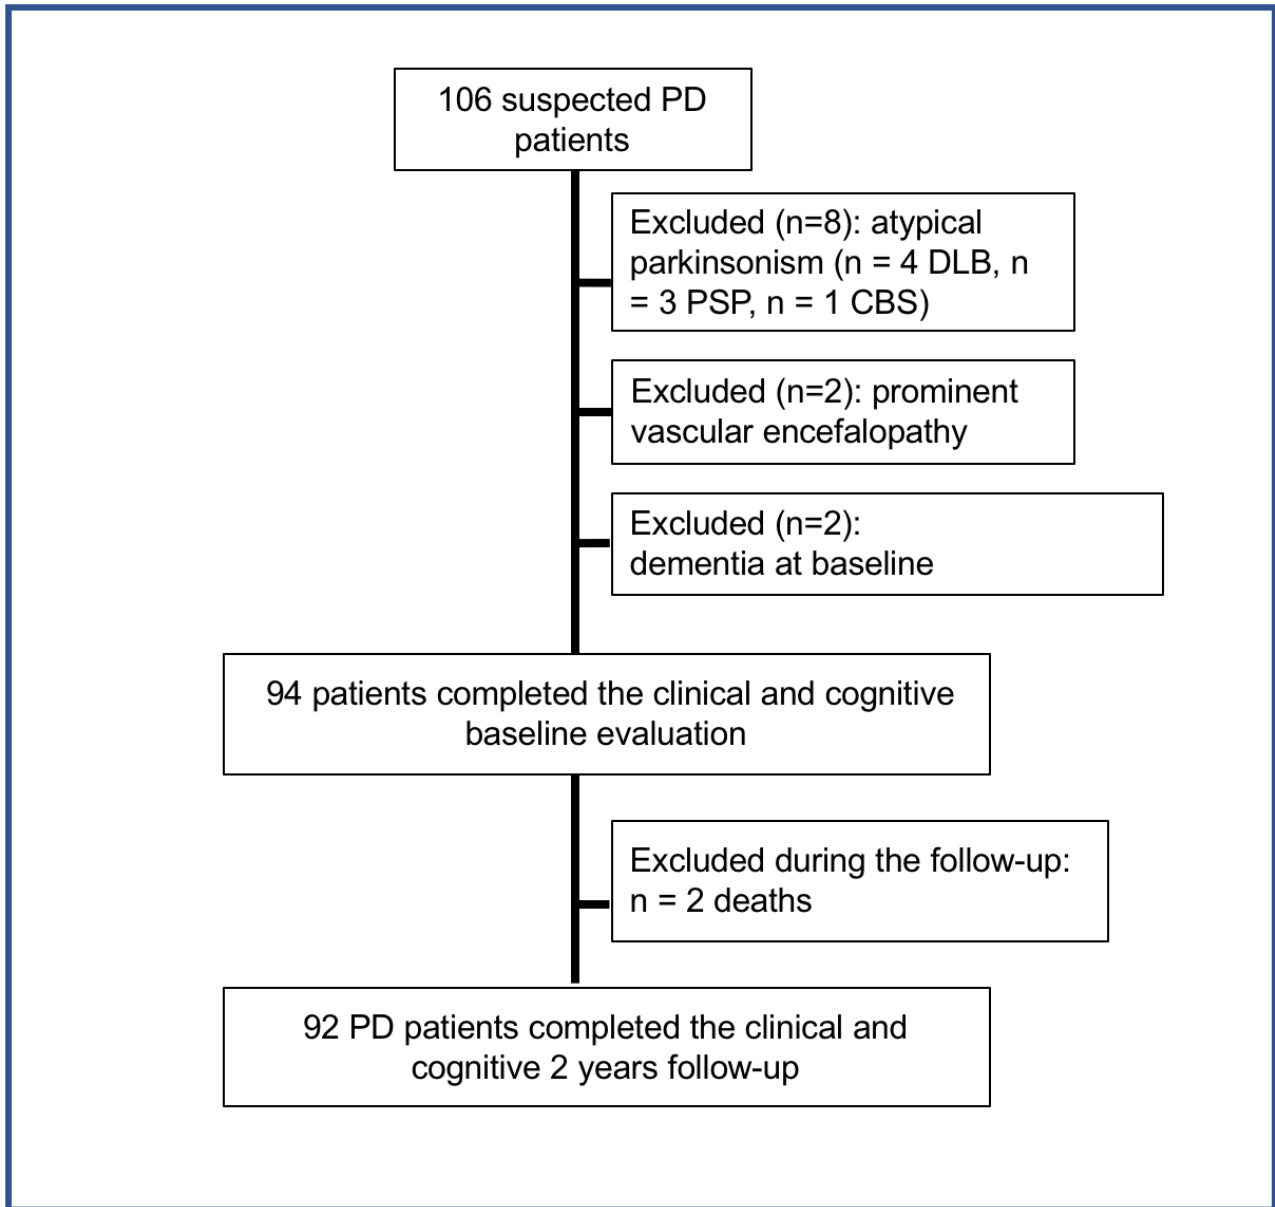 106 suspected PD
patients
Excluded (n=8): atypical
parkinsonism (n = 4 DLB, n
= 3 PSP, n = 1 CBS)
Excluded (n=2): prominent
vascular encefalopathy
Excluded (n=2):
dementia at baseline
94 patients completed the clinical and cognitive
baseline evaluation
Excluded during the follow-up:
n = 2 deaths
92 PD patients completed the clinical and
cognitive 2 years follow-up